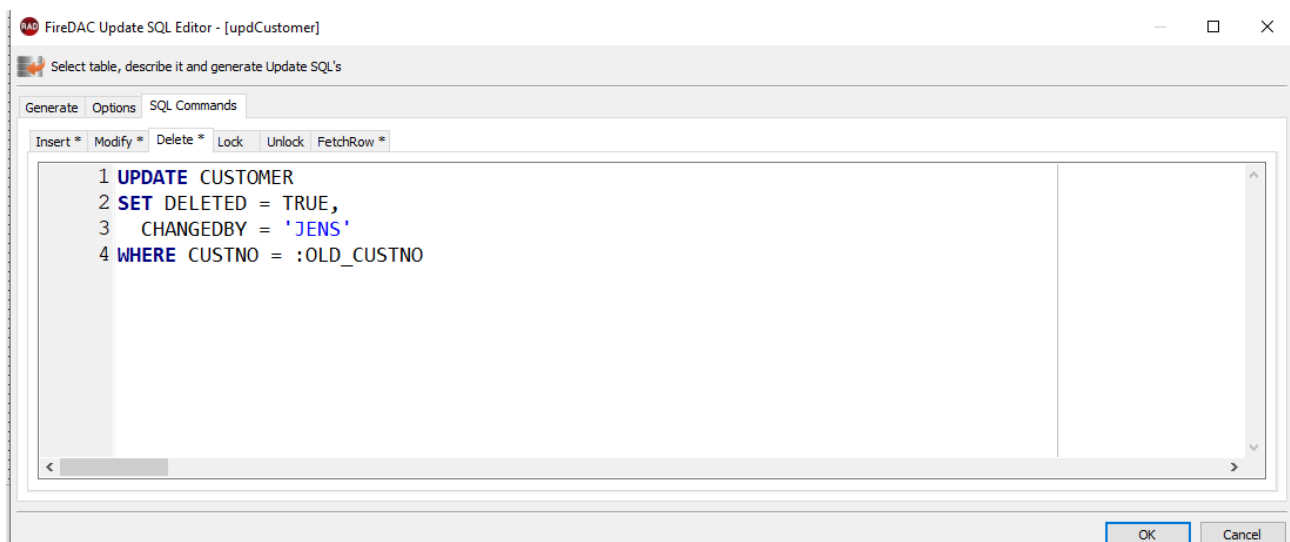 RAD FireDAC Update SQL Editor - [updCustomer]
Select table, describe it and generate Update SQL's
Generate Options SQL Commands
Insert * Modify * Delete * Lock Unlock FetchRow *
1 UPDATE CUSTOMER
2 SET DELETED = TRUE,
3 CHANGEDBY = 'JENS'
4 WHERE CUSTNO = :OLD_CUSTNO
OK Cancel